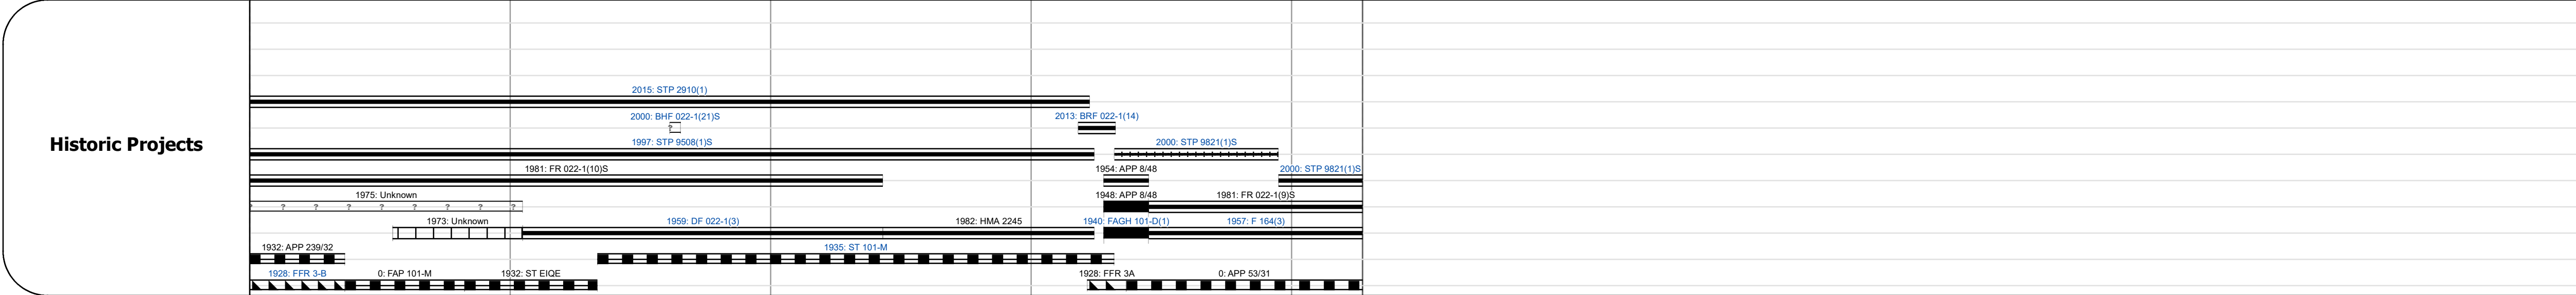 Historic Projects
2015: STP 2910(1)
2000: BHF 022-1(21)S
2013: BRF 022-1(14)
1997: STP 9508(1)S
2000: STP 9821(1)S
1981: FR 022-1(10)S
1954: APP 8/48
2000: STP 9821(1)S
1975: Unknown
1948: APP 8/48
1981: FR 022-1(9)S
? ? ? ? ? ? ? ?
1973: Unknown
1959: DF 022-1(3)
1982: HMA 2245
1940: FAGH 101-D(1)
1957: F 164(3)
1932: APP 239/32
1935: ST 101-M
1928: FFR 3-B
0: FAP 101-M
1932: ST EIQE
1928: FFR 3A
0: APP 53/31